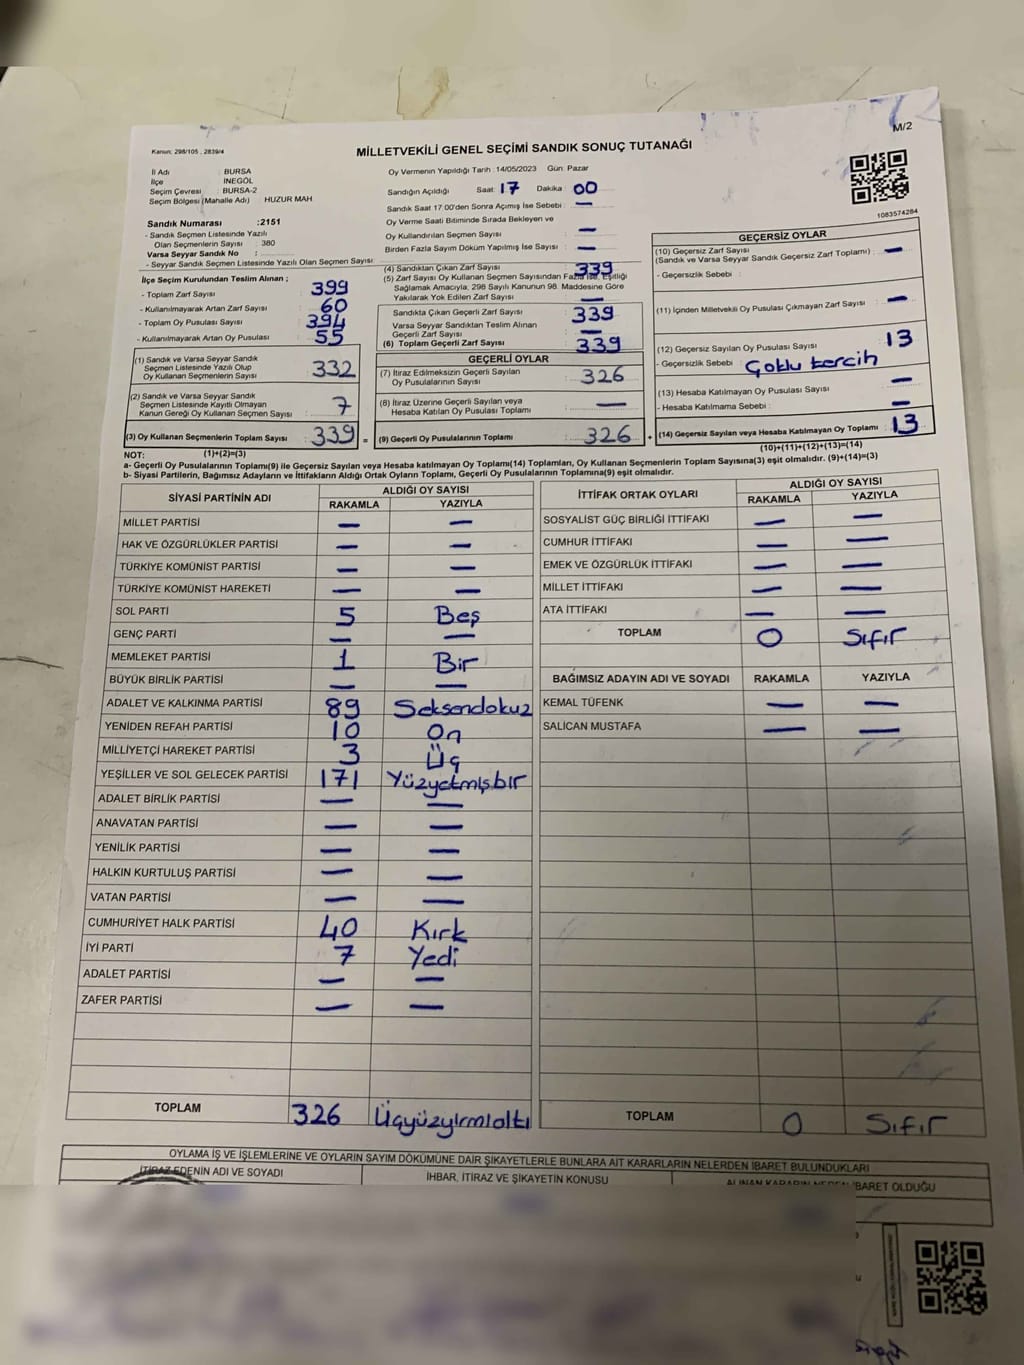 M/2
Kanun: 298/105 , 2839/4
MİLLETVEKİLİ GENEL SEÇİMİ SANDIK SONUÇ TUTANAĞI
İl Adı : BURSA
İlçe : İNEGÖL
Seçim Çevresi : BURSA-2
Seçim Bölgesi (Mahalle Adı) HUZUR MAH
Sandık Numarası :2151
- Sandık Seçmen Listesinde Yazılı
Olan Seçmenlerin Sayısı : 380
Varsa Seyyar Sandık No :
- Seyyar Sandık Seçmen Listesinde Yazılı Olan Seçmen Sayısı:
Oy Vermenin Yapıldığı Tarih :14/05/2023 Gün: Pazar
Sandığın Açıldığı Saat: 17 Dakika: 00
Sandık Saat 17:00'den Sonra Açılmış İse Sebebi : —
Oy Verme Saati Bitiminde Sırada Bekleyen ve
Oy Kullandırılan Seçmen Sayısı : —
Birden Fazla Sayım Döküm Yapılmış İse Sayısı : —
1083574284
İlçe Seçim Kurulundan Teslim Alınan ;
- Toplam Zarf Sayısı : 399
- Kullanılmayarak Artan Zarf Sayısı : 60
- Toplam Oy Pusulası Sayısı : 394
- Kullanılmayarak Artan Oy Pusulası : 55
(1) Sandık ve Varsa Seyyar Sandık
Seçmen Listesinde Yazılı Olup
Oy Kullanan Seçmenlerin Sayısı : 332
(2) Sandık ve Varsa Seyyar Sandık
Seçmen Listesinde Kayıtlı Olmayan
Kanun Gereği Oy Kullanan Seçmen Sayısı : 7
(3) Oy Kullanan Seçmenlerin Toplam Sayısı : 339 =
(1)+(2)=(3)
(4) Sandıktan Çıkan Zarf Sayısı : 339
(5) Zarf Sayısı Oy Kullanan Seçmen Sayısından Fazla İse, Eşitliği
Sağlamak Amacıyla, 298 Sayılı Kanunun 98. Maddesine Göre
Yakılarak Yok Edilen Zarf Sayısı : —
Sandıkta Çıkan Geçerli Zarf Sayısı : 339
Varsa Seyyar Sandıktan Teslim Alınan
Geçerli Zarf Sayısı : —
(6) Toplam Geçerli Zarf Sayısı : 339
GEÇERLİ OYLAR
(7) İtiraz Edilmeksizin Geçerli Sayılan
Oy Pusulalarının Sayısı : 326
(8) İtiraz Üzerine Geçerli Sayılan veya
Hesaba Katılan Oy Pusulası Toplamı : —
(9) Geçerli Oy Pusulalarının Toplamı : 326 +
GEÇERSİZ OYLAR
(10) Geçersiz Zarf Sayısı
(Sandık ve Varsa Seyyar Sandık Geçersiz Zarf Toplamı) : —
- Geçersizlik Sebebi :
(11) İçinden Milletvekili Oy Pusulası Çıkmayan Zarf Sayısı : —
(12) Geçersiz Sayılan Oy Pusulası Sayısı : 13
- Geçersizlik Sebebi : Çoklu tercih
(13) Hesaba Katılmayan Oy Pusulası Sayısı : —
- Hesaba Katılmama Sebebi : —
(14) Geçersiz Sayılan veya Hesaba Katılmayan Oy Toplamı : 13
(10)+(11)+(12)+(13)=(14)
NOT:
a- Geçerli Oy Pusulalarının Toplamı(9) ile Geçersiz Sayılan veya Hesaba katılmayan Oy Toplamı(14) Toplamları, Oy Kullanan Seçmenlerin Toplam Sayısına(3) eşit olmalıdır. (9)+(14)=(3)
b- Siyasi Partilerin, Bağımsız Adayların ve İttifakların Aldığı Ortak Oyların Toplamı, Geçerli Oy Pusulalarının Toplamına(9) eşit olmalıdır.
SİYASİ PARTİNİN ADI ALDIĞI OY SAYISI
RAKAMLA YAZIYLA
MİLLET PARTİSİ — —
HAK VE ÖZGÜRLÜKLER PARTİSİ — —
TÜRKİYE KOMÜNİST PARTİSİ — —
TÜRKİYE KOMÜNİST HAREKETİ — —
SOL PARTİ 5 Beş
GENÇ PARTİ — —
MEMLEKET PARTİSİ 1 Bir
BÜYÜK BİRLİK PARTİSİ — —
ADALET VE KALKINMA PARTİSİ 89 Seksendokuz
YENİDEN REFAH PARTİSİ 10 On
MİLLİYETÇİ HAREKET PARTİSİ 3 Üç
YEŞİLLER VE SOL GELECEK PARTİSİ 171 Yüzyetmişbir
ADALET BİRLİK PARTİSİ — —
ANAVATAN PARTİSİ — —
YENİLİK PARTİSİ — —
HALKIN KURTULUŞ PARTİSİ — —
VATAN PARTİSİ — —
CUMHURİYET HALK PARTİSİ 40 Kırk
İYİ PARTİ 7 Yedi
ADALET PARTİSİ — —
ZAFER PARTİSİ — —
TOPLAM 326 Üçyüzyirmialtı
İTTİFAK ORTAK OYLARI ALDIĞI OY SAYISI
RAKAMLA YAZIYLA
SOSYALİST GÜÇ BİRLİĞİ İTTİFAKI — —
CUMHUR İTTİFAKI — —
EMEK VE ÖZGÜRLÜK İTTİFAKI — —
MİLLET İTTİFAKI — —
ATA İTTİFAKI — —
TOPLAM 0 Sıfır
BAĞIMSIZ ADAYIN ADI VE SOYADI RAKAMLA YAZIYLA
KEMAL TÜFENK — —
SALİCAN MUSTAFA — —
TOPLAM 0 Sıfır
OYLAMA İŞ VE İŞLEMLERİNE VE OYLARIN SAYIM DÖKÜMÜNE DAİR ŞİKAYETLERLE BUNLARA AİT KARARLARIN NELERDEN İBARET BULUNDUKLARI
İTİRAZ EDENİN ADI VE SOYADI İHBAR, İTİRAZ VE ŞİKAYETİN KONUSU ALINAN KARARIN NEDEN İBARET OLDUĞU